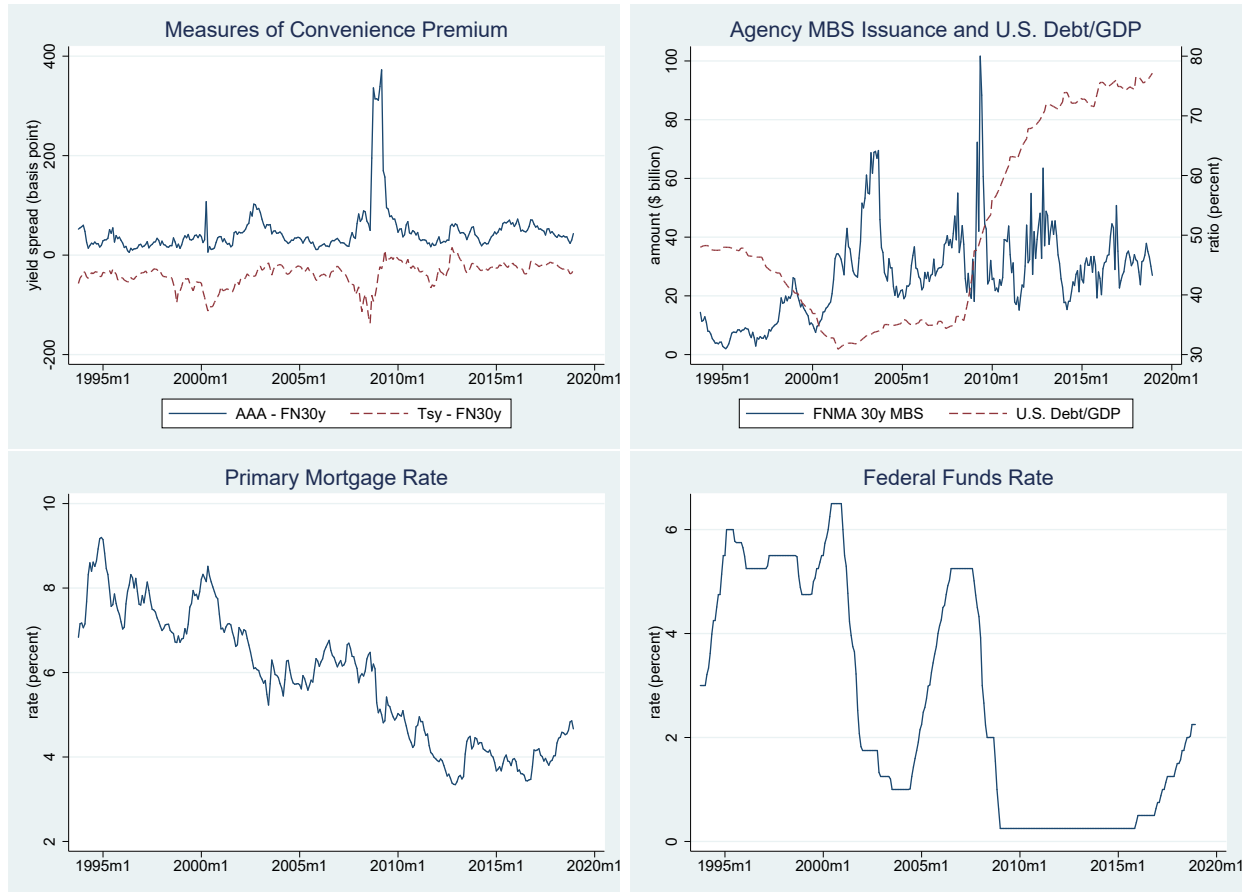 Measures of Convenience Premium
yield spread (basis point)
400
200
0
-200
1995m1 2000m1 2005m1 2010m1 2015m1 2020m1
AAA - FN30y Tsy - FN30y
Agency MBS Issuance and U.S. Debt/GDP
amount ($ billion)
100
80
60
40
20
0
ratio (percent)
80
70
60
50
40
30
1995m1 2000m1 2005m1 2010m1 2015m1 2020m1
FNMA 30y MBS U.S. Debt/GDP
Primary Mortgage Rate
rate (percent)
10
8
6
4
2
1995m1 2000m1 2005m1 2010m1 2015m1 2020m1
Federal Funds Rate
rate (percent)
6
4
2
0
1995m1 2000m1 2005m1 2010m1 2015m1 2020m1